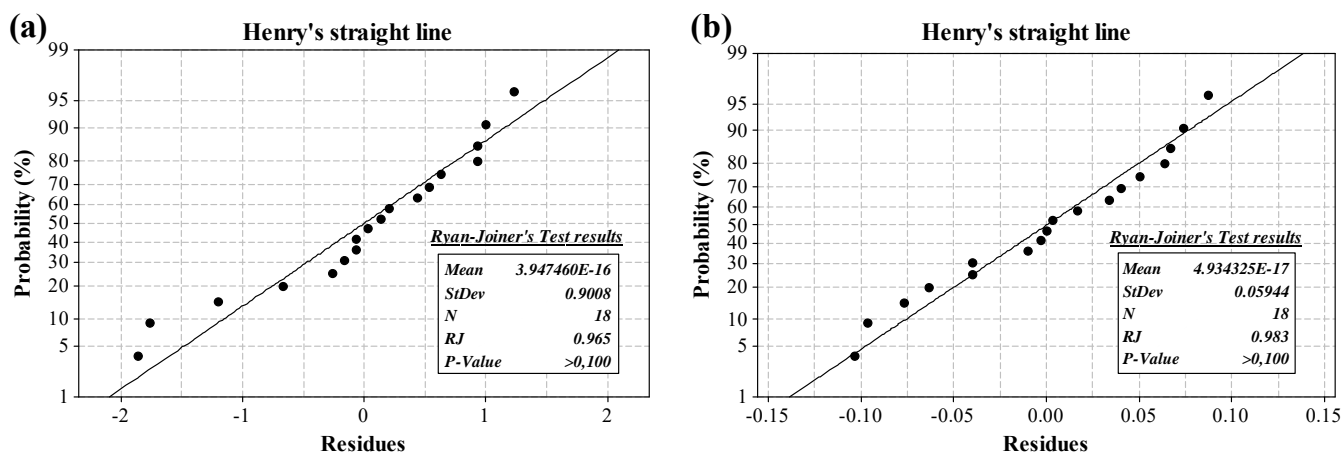 (a)
Henry's straight line
Probability (%)
99
95
90
80
70
60
50
40
30
20
10
5
1
Ryan-Joiner's Test results
Mean 3.947460E-16
StDev 0.9008
N 18
RJ 0.965
P-Value >0,100
-2 -1 0 1 2
Residues
(b)
Henry's straight line
Probability (%)
99
95
90
80
70
60
50
40
30
20
10
5
1
Ryan-Joiner's Test results
Mean 4.934325E-17
StDev 0.05944
N 18
RJ 0.983
P-Value >0,100
-0.15 -0.10 -0.05 0.00 0.05 0.10 0.15
Residues